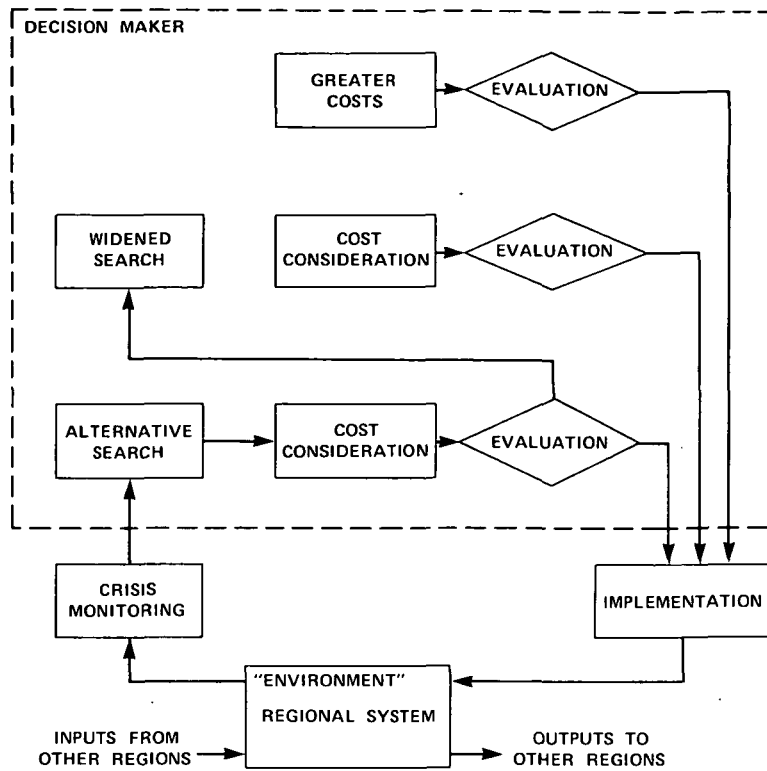 DECISION MAKER
GREATER
COSTS
EVALUATION
WIDENED
SEARCH
COST
CONSIDERATION
EVALUATION
ALTERNATIVE
SEARCH
COST
CONSIDERATION
EVALUATION
CRISIS
MONITORING
IMPLEMENTATION
"ENVIRONMENT"
REGIONAL SYSTEM
INPUTS FROM
OTHER REGIONS
OUTPUTS TO
OTHER REGIONS